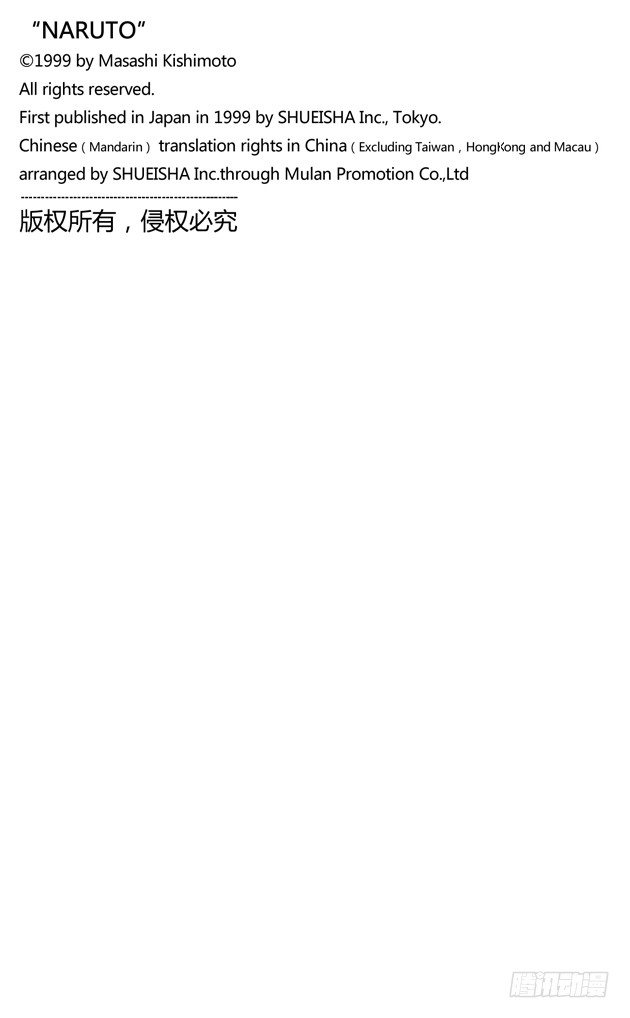 “NARUTO”
©1999 by Masashi Kishimoto
All rights reserved.
First published in Japan in 1999 by SHUEISHA Inc., Tokyo.
Chinese（Mandarin） translation rights in China（Excluding Taiwan，HongKong and Macau）
arranged by SHUEISHA Inc.through Mulan Promotion Co.,Ltd
------------------------------------------------------
版权所有，侵权必究
腾讯动漫